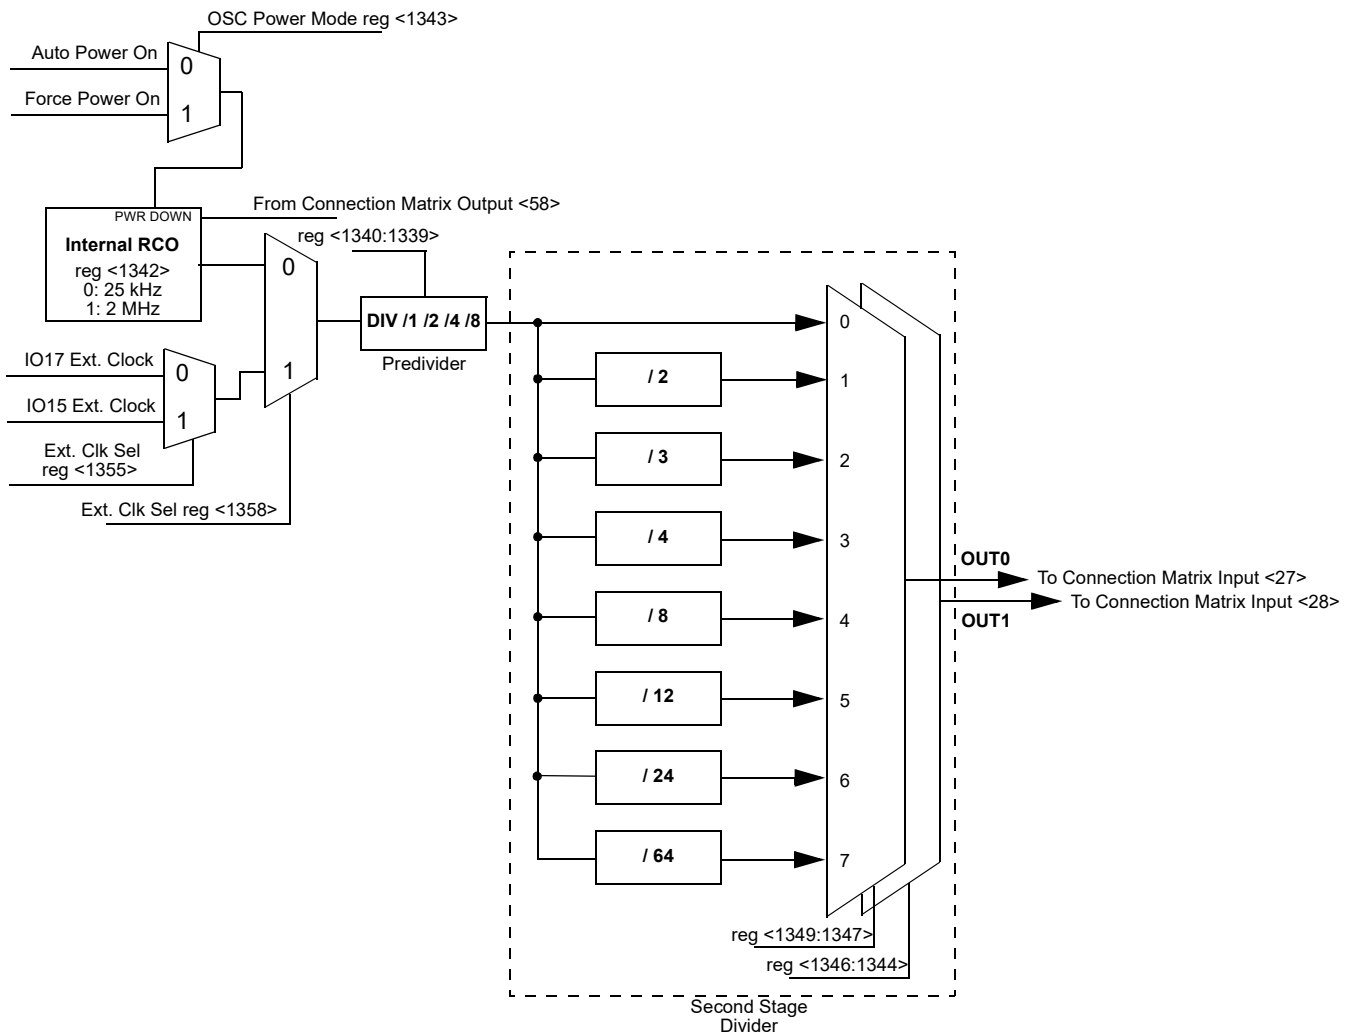 OSC Power Mode reg <1343>
Auto Power On
0
Force Power On
1
PWR DOWN
From Connection Matrix Output <58>
Internal RCO
reg <1342>
0: 25 kHz
1: 2 MHz
reg <1340:1339>
0
1
DIV /1 /2 /4 /8
Predivider
IO17 Ext. Clock
0
IO15 Ext. Clock
1
Ext. Clk Sel
reg <1355>
Ext. Clk Sel reg <1358>
0
/ 2
1
/ 3
2
/ 4
3
/ 8
4
/ 12
5
/ 24
6
/ 64
7
OUT0
To Connection Matrix Input <27>
To Connection Matrix Input <28>
OUT1
reg <1349:1347>
reg <1346:1344>
Second Stage
Divider